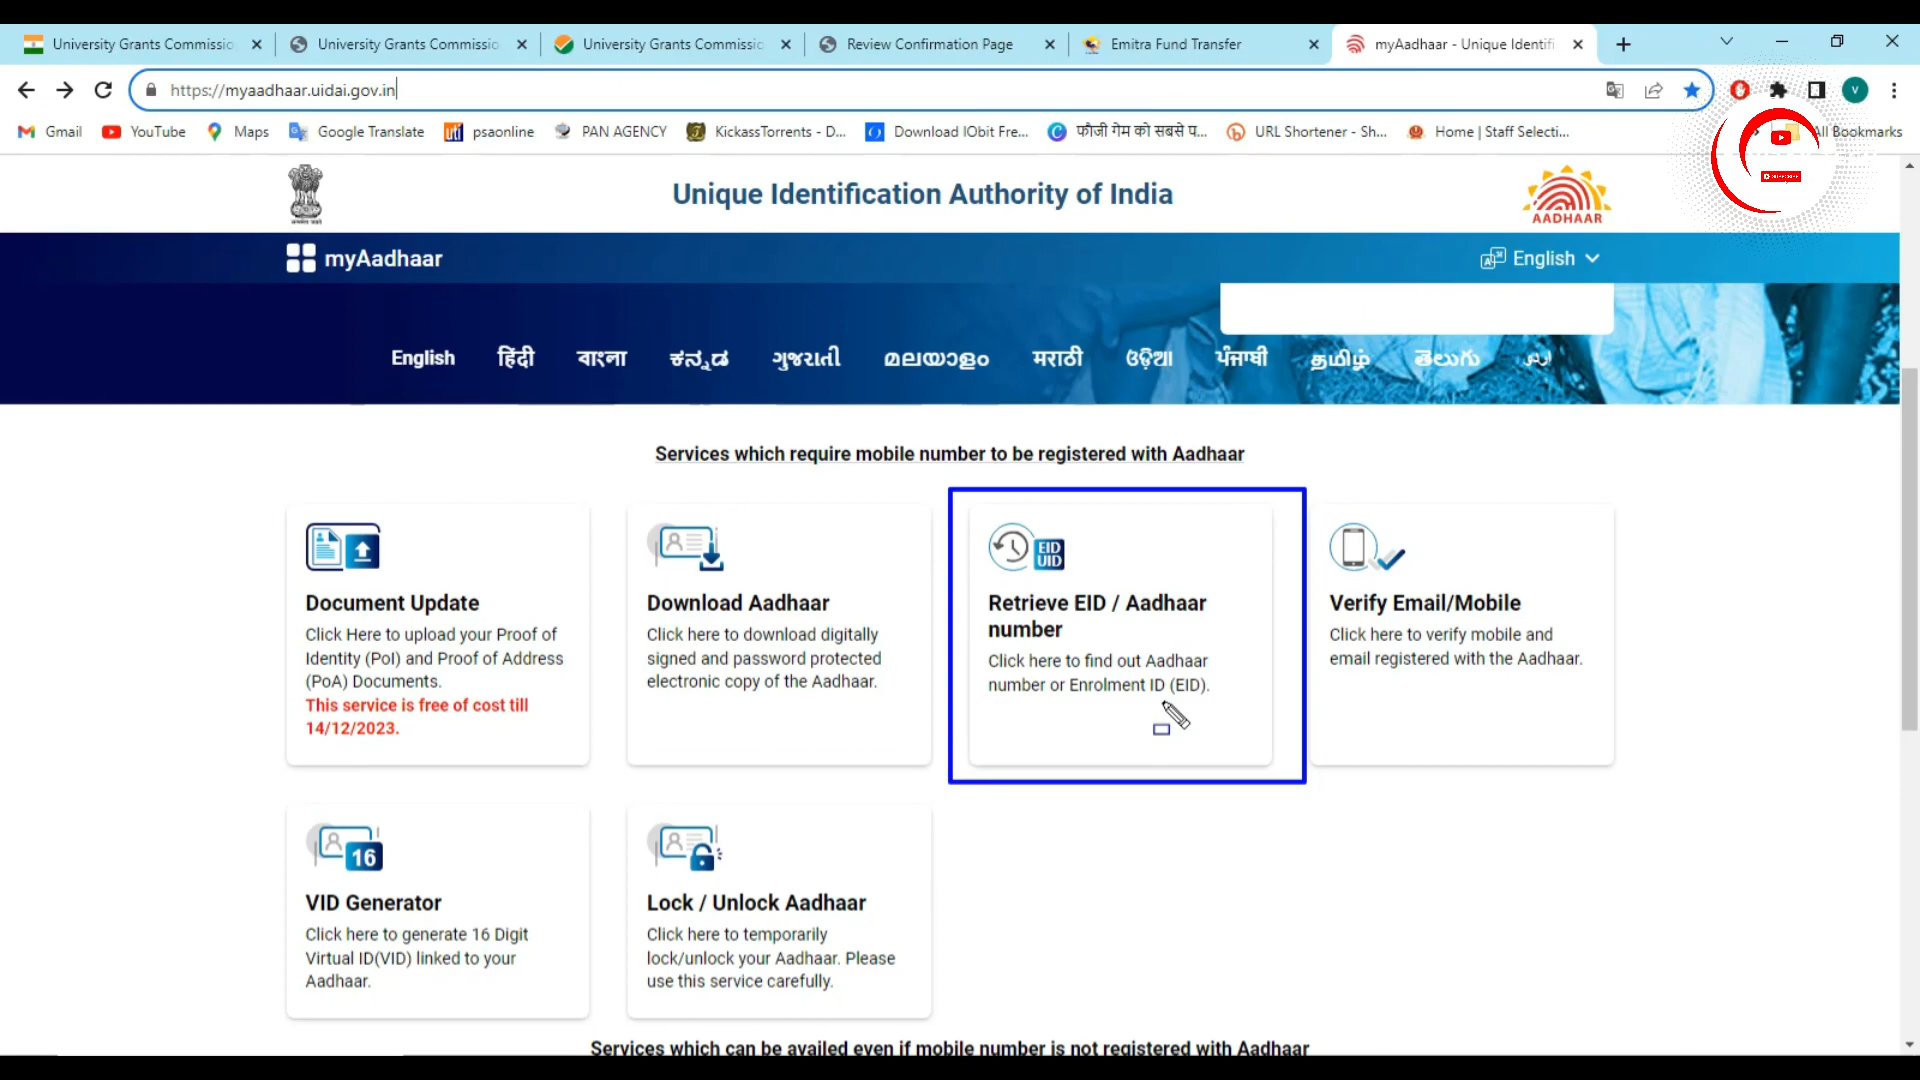 University Grants Commissio
University Grants Commissio
University Grants Commissio
Review Confirmation Page
Emitra Fund Transfer
myAadhaar - Unique Identifi
https://myaadhaar.uidai.gov.in
V
Gmail
YouTube
Maps
Google Translate
uti
psaonline
PAN AGENCY
KickassTorrents - D...
Download IObit Fre...
फौजी गेम को सबसे प...
URL Shortener - Sh...
Home | Staff Selecti...
All Bookmarks
Unique Identification Authority of India
AADHAAR
myAadhaar
English
English हिंदी বাংলা ಕನ್ನಡ ગુજરાતી മലയാളം मराठी ଓଡ଼ିଆ ਪੰਜਾਬੀ தமிழ் తెలుగు
Services which require mobile number to be registered with Aadhaar
Document Update
Click Here to upload your Proof of
Identity (PoI) and Proof of Address
(PoA) Documents.
This service is free of cost till
14/12/2023.
Download Aadhaar
Click here to download digitally
signed and password protected
electronic copy of the Aadhaar.
EID
UID
Retrieve EID / Aadhaar
number
Click here to find out Aadhaar
number or Enrolment ID (EID).
Verify Email/Mobile
Click here to verify mobile and
email registered with the Aadhaar.
16
VID Generator
Click here to generate 16 Digit
Virtual ID(VID) linked to your
Aadhaar.
Lock / Unlock Aadhaar
Click here to temporarily
lock/unlock your Aadhaar. Please
use this service carefully.
Services which can be availed even if mobile number is not registered with Aadhaar